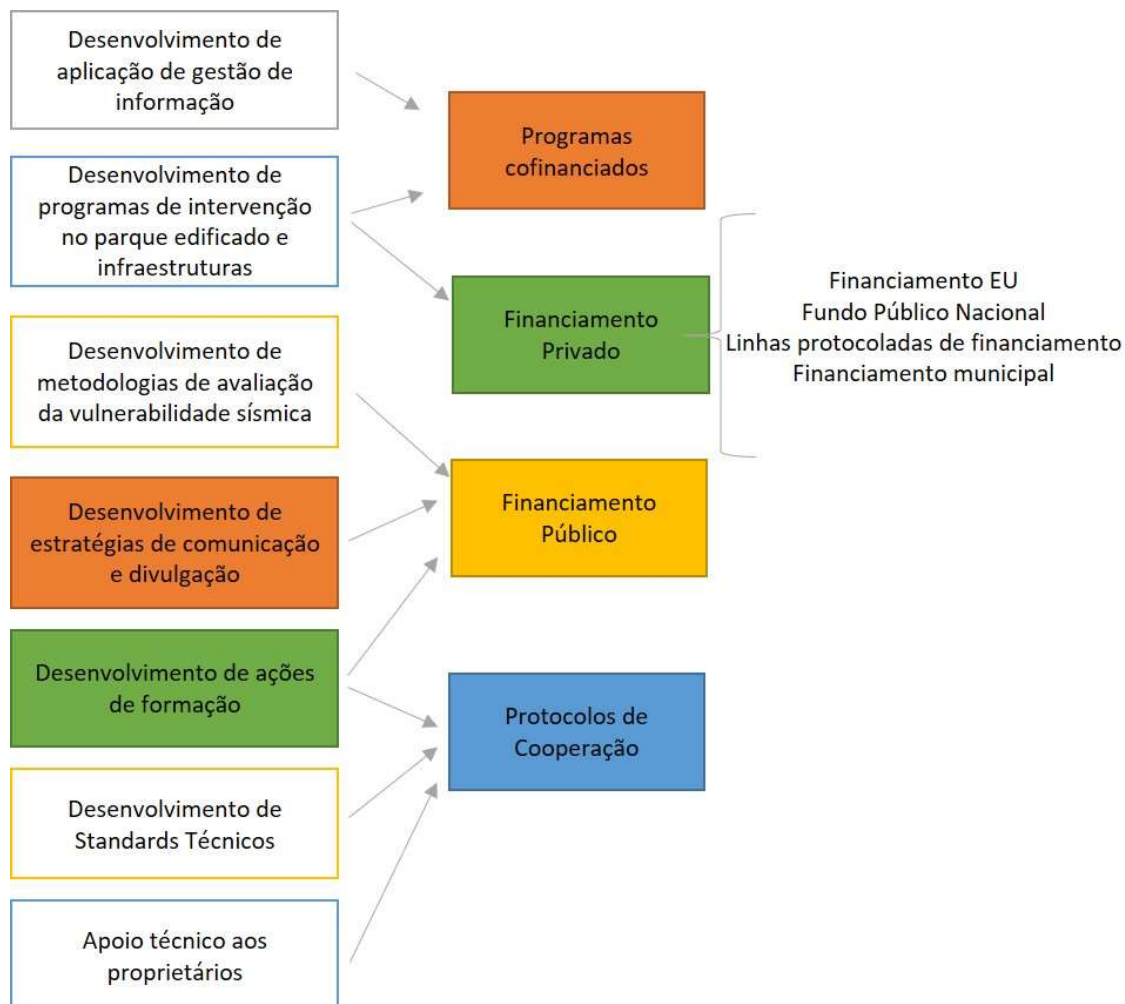 Desenvolvimento de
aplicação de gestão de
informação
Desenvolvimento de
programas de intervenção
no parque edificado e
infraestruturas
Desenvolvimento de
metodologias de avaliação
da vulnerabilidade sísmica
Desenvolvimento de
estratégias de comunicação
e divulgação
Desenvolvimento de ações
de formação
Desenvolvimento de
Standards Técnicos
Apoio técnico aos
proprietários
Programas
cofinanciados
Financiamento
Privado
Financiamento
Público
Protocolos de
Cooperação
Financiamento EU
Fundo Público Nacional
Linhas protocoladas de financiamento
Financiamento municipal